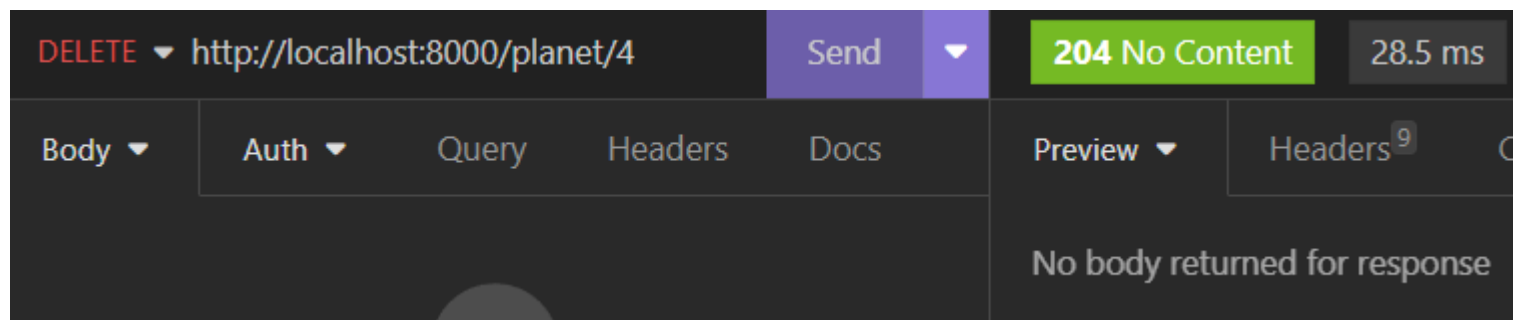 DELETE http://localhost:8000/planet/4 Send 204 No Content 28.5 ms
Body Auth Query Headers Docs Preview Headers 9
No body returned for response